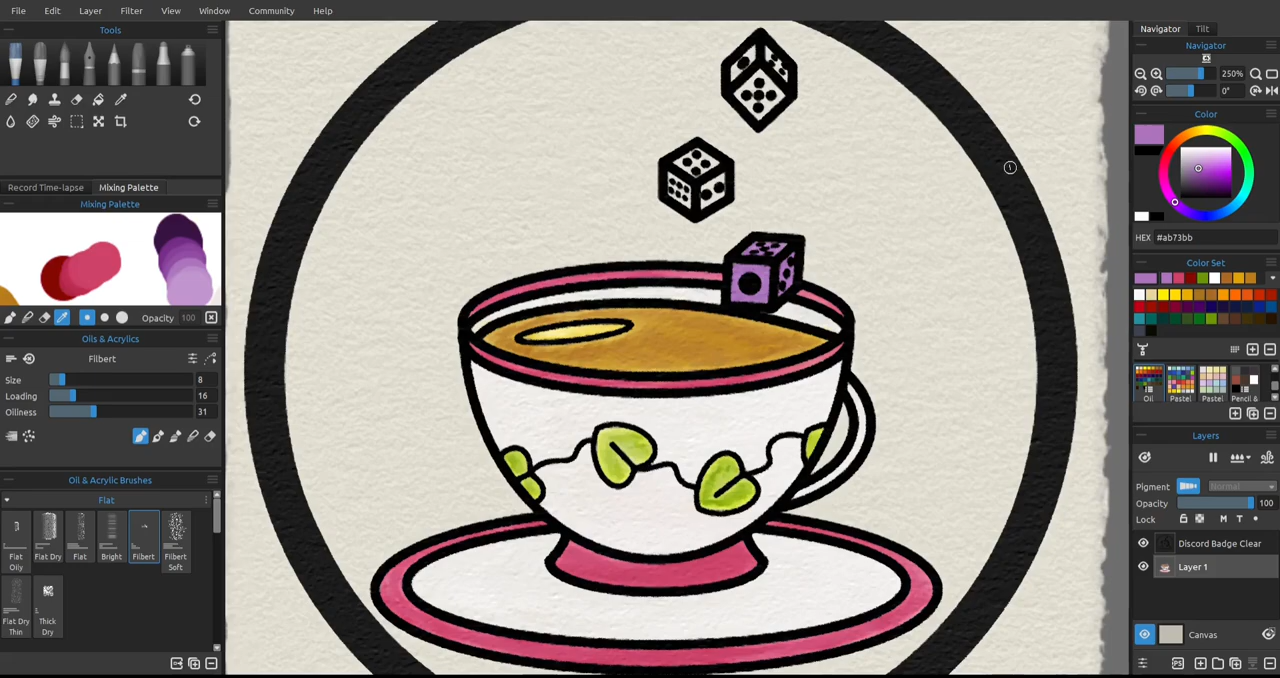 File Edit Layer Filter View Window Community Help
Tools
Record Time-lapse Mixing Palette
Mixing Palette
Opacity 100
Oils & Acrylics
Filbert
Size 8
Loading 16
Oiliness 31
Oil & Acrylic Brushes
Flat
Flat Oily
Flat Dry
Flat
Bright
Filbert
Filbert Soft
Flat Dry Thin
Thick Dry
Navigator Tilt
Navigator
250%
0°
Color
HEX #ab73bb
Color Set
Oil Pastel Pastel Pencil &
Layers
Pigment Normal
Opacity 100
Lock M T
Discord Badge Clear
Layer 1
Canvas
PS